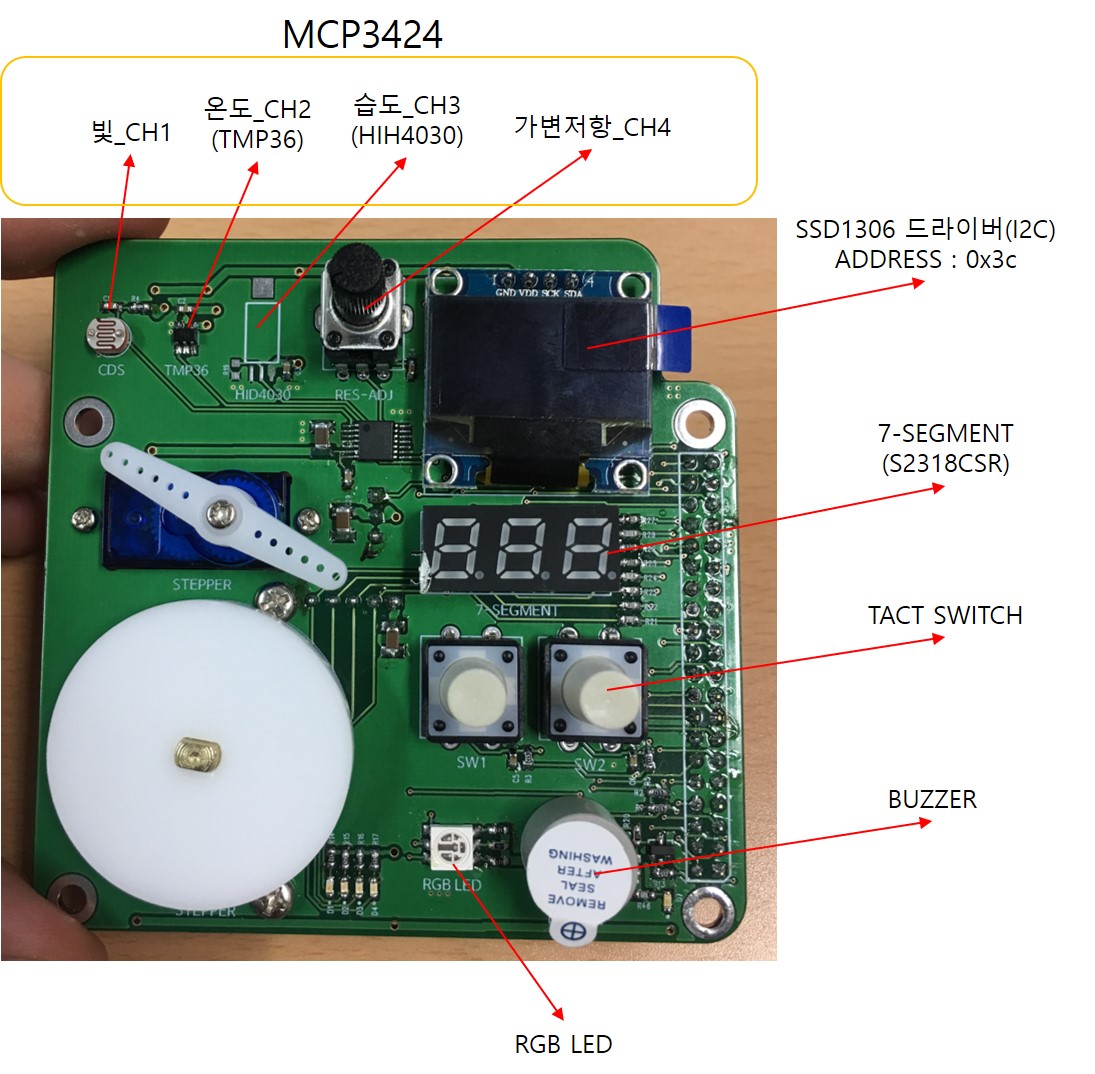 MCP3424
빛_CH1
온도_CH2
(TMP36)
습도_CH3
(HIH4030)
가변저항_CH4
SSD1306 드라이버(I2C)
ADDRESS : 0x3c
GND VDD SCK SDA
CDS
TMP36
HID4030
RES-ADJ
7-SEGMENT
(S2318CSR)
STEPPER
7-SEGMENT
TACT SWITCH
SW1
SW2
BUZZER
REMOVE
SEAL
AFTER
WASHING
RGB LED
STEPPER
RGB LED